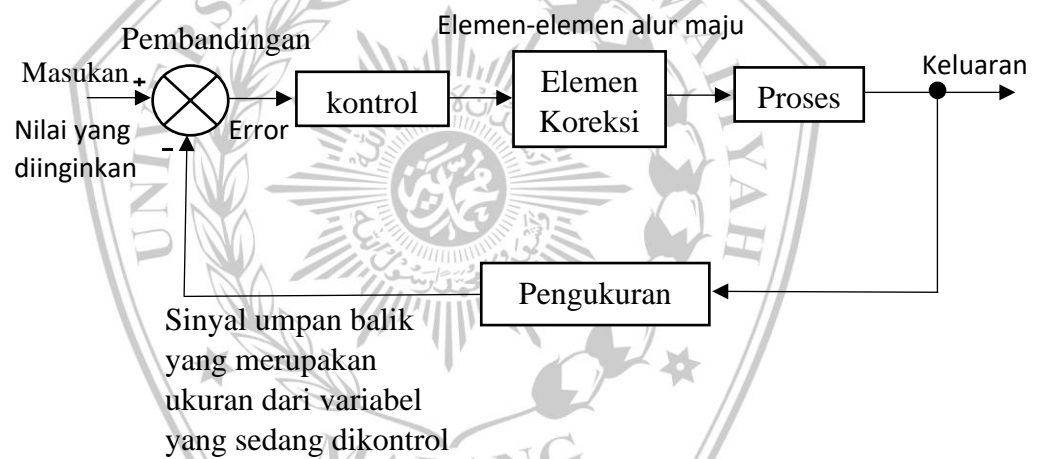 Elemen-elemen alur maju
Pembandingan
Masukan
+
Nilai yang
diinginkan
-
Error
kontrol
Elemen
Koreksi
Proses
Keluaran
Pengukuran
Sinyal umpan balik
yang merupakan
ukuran dari variabel
yang sedang dikontrol